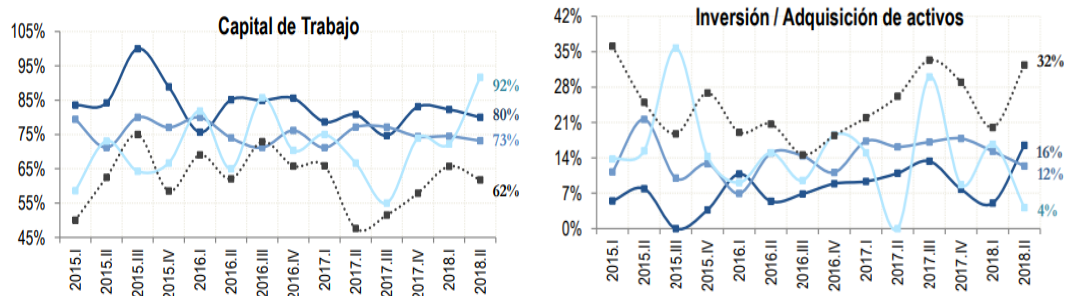 Capital de Trabajo
105%
95%
85%
75%
65%
55%
45%
92%
80%
73%
62%
2015.I
2015.II
2015.III
2015.IV
2016.I
2016.II
2016.III
2016.IV
2017.I
2017.II
2017.III
2017.IV
2018.I
2018.II
Inversión / Adquisición de activos
42%
35%
28%
21%
14%
7%
0%
32%
16%
12%
4%
2015.I
2015.II
2015.III
2015.IV
2016.I
2016.II
2016.III
2016.IV
2017.I
2017.II
2017.III
2017.IV
2018.I
2018.II